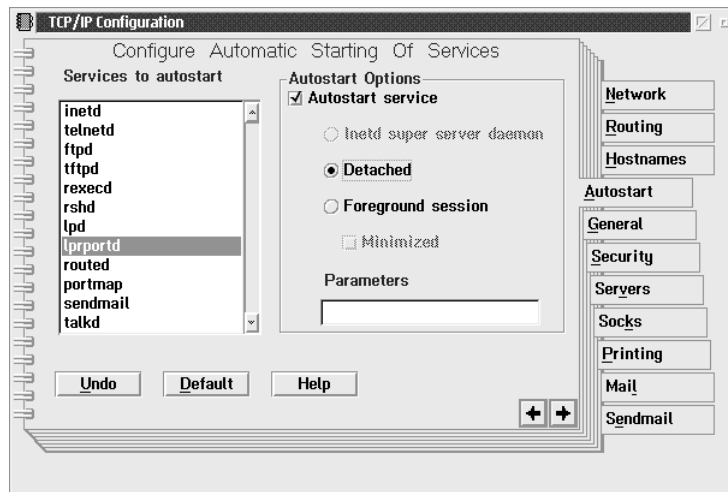 TCP/IP Configuration
Configure Automatic Starting Of Services
Services to autostart
inetd
telnetd
ftpd
tftpd
rexecd
rshd
lpd
lprportd
routed
portmap
sendmail
talkd
Autostart Options
Autostart service
Inetd super server daemon
Detached
Foreground session
Minimized
Parameters
Undo
Default
Help
Network
Routing
Hostnames
Autostart
General
Security
Servers
Socks
Printing
Mail
Sendmail